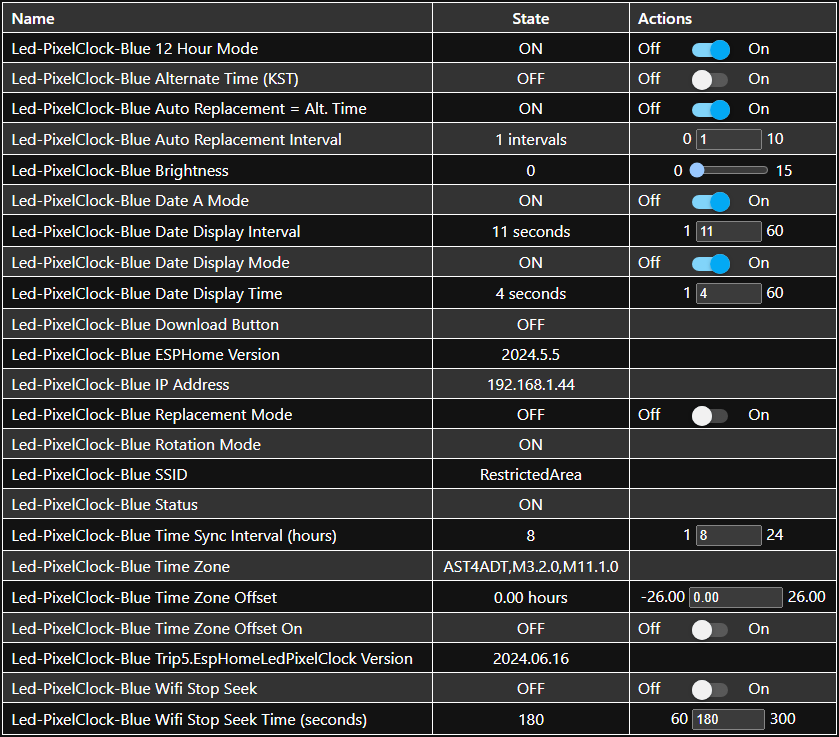 Name State Actions
Led-PixelClock-Blue 12 Hour Mode ON Off On
Led-PixelClock-Blue Alternate Time (KST) OFF Off On
Led-PixelClock-Blue Auto Replacement = Alt. Time ON Off On
Led-PixelClock-Blue Auto Replacement Interval 1 intervals 0 1 10
Led-PixelClock-Blue Brightness 0 0 15
Led-PixelClock-Blue Date A Mode ON Off On
Led-PixelClock-Blue Date Display Interval 11 seconds 1 11 60
Led-PixelClock-Blue Date Display Mode ON Off On
Led-PixelClock-Blue Date Display Time 4 seconds 1 4 60
Led-PixelClock-Blue Download Button OFF
Led-PixelClock-Blue ESPHome Version 2024.5.5
Led-PixelClock-Blue IP Address 192.168.1.44
Led-PixelClock-Blue Replacement Mode OFF Off On
Led-PixelClock-Blue Rotation Mode ON
Led-PixelClock-Blue SSID RestrictedArea
Led-PixelClock-Blue Status ON
Led-PixelClock-Blue Time Sync Interval (hours) 8 1 8 24
Led-PixelClock-Blue Time Zone AST4ADT,M3.2.0,M11.1.0
Led-PixelClock-Blue Time Zone Offset 0.00 hours -26.00 0.00 26.00
Led-PixelClock-Blue Time Zone Offset On OFF Off On
Led-PixelClock-Blue Trip5.EspHomeLedPixelClock Version 2024.06.16
Led-PixelClock-Blue Wifi Stop Seek OFF Off On
Led-PixelClock-Blue Wifi Stop Seek Time (seconds) 180 60 180 300